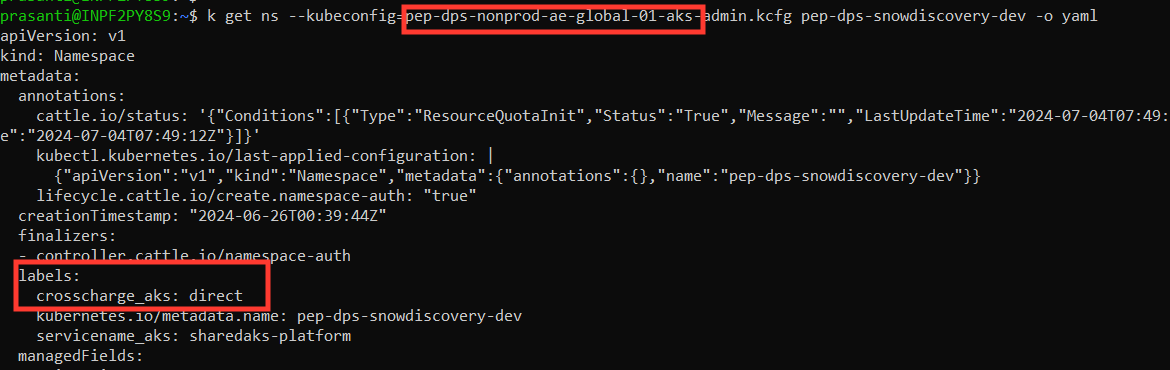 prasanti@INPF2PY8S9:~$ k get ns --kubeconfig=pep-dps-nonprod-ae-global-01-aks-admin.kcfg pep-dps-snowdiscovery-dev -o yaml
apiVersion: v1
kind: Namespace
metadata:
  annotations:
    cattle.io/status: '{"Conditions":[{"Type":"ResourceQuotaInit","Status":"True","Message":"","LastUpdateTime":"2024-07-04T07:49:
e":"2024-07-04T07:49:12Z"}]}'
    kubectl.kubernetes.io/last-applied-configuration: |
      {"apiVersion":"v1","kind":"Namespace","metadata":{"annotations":{},"name":"pep-dps-snowdiscovery-dev"}}
    lifecycle.cattle.io/create.namespace-auth: "true"
  creationTimestamp: "2024-06-26T00:39:44Z"
  finalizers:
  - controller.cattle.io/namespace-auth
  labels:
    crosscharge_aks: direct
    kubernetes.io/metadata.name: pep-dps-snowdiscovery-dev
    servicename_aks: sharedaks-platform
  managedFields: